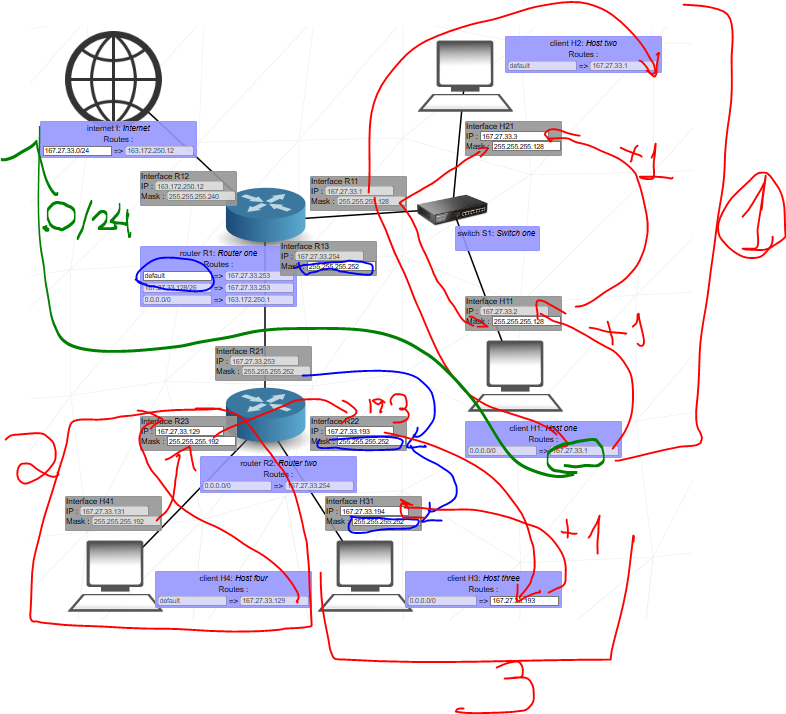 client H2: Host two
Routes :
default => 167.27.33.1
internet I: Internet
Routes :
167.27.33.0/24 => 163.172.250.12
Interface H21
IP : 167.27.33.3
Mask : 255.255.255.128
+1
1
Interface R12
IP : 163.172.250.12
Mask : 255.255.255.240
Interface R11
IP : 167.27.33.1
Mask : 255.255.255.128
.0/24
switch S1: Switch one
router R1: Router one
Routes :
default => 167.27.33.253
167.27.33.128/26 => 167.27.33.253
0.0.0.0/0 => 163.172.250.1
Interface R13
IP : 167.27.33.254
Mask : 255.255.255.252
Interface H11
IP : 167.27.33.2
Mask : 255.255.255.128
+1
Interface R21
IP : 167.27.33.253
Mask : 255.255.255.252
193
Interface R23
IP : 167.27.33.129
Mask : 255.255.255.192
Interface R22
IP : 167.27.33.193
Mask : 255.255.255.252
client H1: Host one
Routes :
0.0.0.0/0 => 167.27.33.1
2
router R2: Router two
Routes :
0.0.0.0/0 => 167.27.33.254
Interface H41
IP : 167.27.33.131
Mask : 255.255.255.192
Interface H31
IP : 167.27.33.194
Mask : 255.255.255.252
+1
client H4: Host four
Routes :
default => 167.27.33.129
client H3: Host three
Routes :
0.0.0.0/0 => 167.27.33.193
3